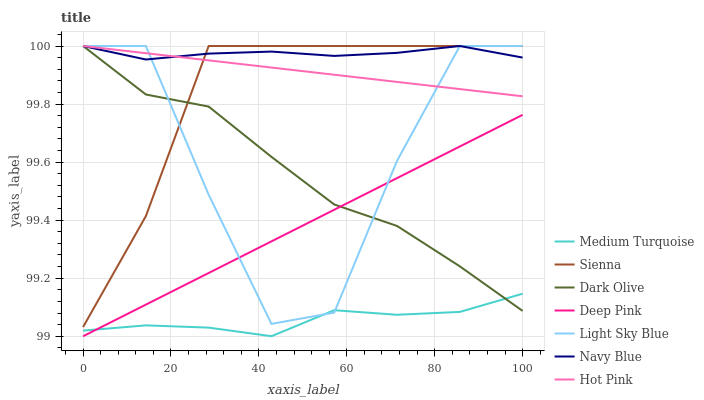 title
100
99.8
99.6
99.4
99.2
99
yaxis_label
0 20 40 60 80 100
xaxis_label
Medium Turquoise
Sienna
Dark Olive
Deep Pink
Light Sky Blue
Navy Blue
Hot Pink